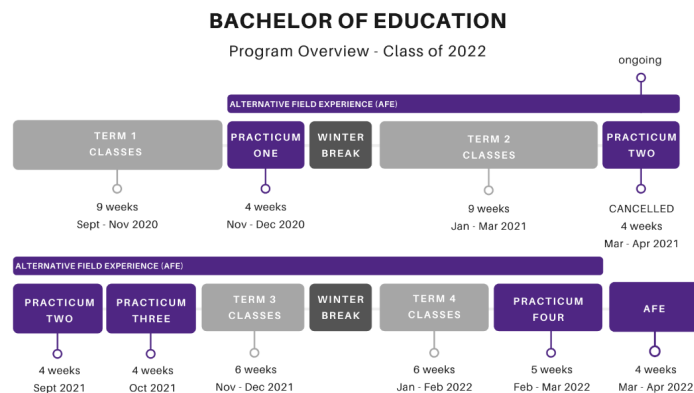 BACHELOR OF EDUCATION
Program Overview - Class of 2022
ongoing
ALTERNATIVE FIELD EXPERIENCE (AFE)
TERM 1
CLASSES
PRACTICUM
ONE
WINTER
BREAK
TERM 2
CLASSES
PRACTICUM
TWO
9 weeks
Sept - Nov 2020
4 weeks
Nov - Dec 2020
9 weeks
Jan - Mar 2021
CANCELLED
4 weeks
Mar - Apr 2021
ALTERNATIVE FIELD EXPERIENCE (AFE)
PRACTICUM
TWO
PRACTICUM
THREE
TERM 3
CLASSES
WINTER
BREAK
TERM 4
CLASSES
PRACTICUM
FOUR
AFE
4 weeks
Sept 2021
4 weeks
Oct 2021
6 weeks
Nov - Dec 2021
6 weeks
Jan - Feb 2022
5 weeks
Feb - Mar 2022
4 weeks
Mar - Apr 2022